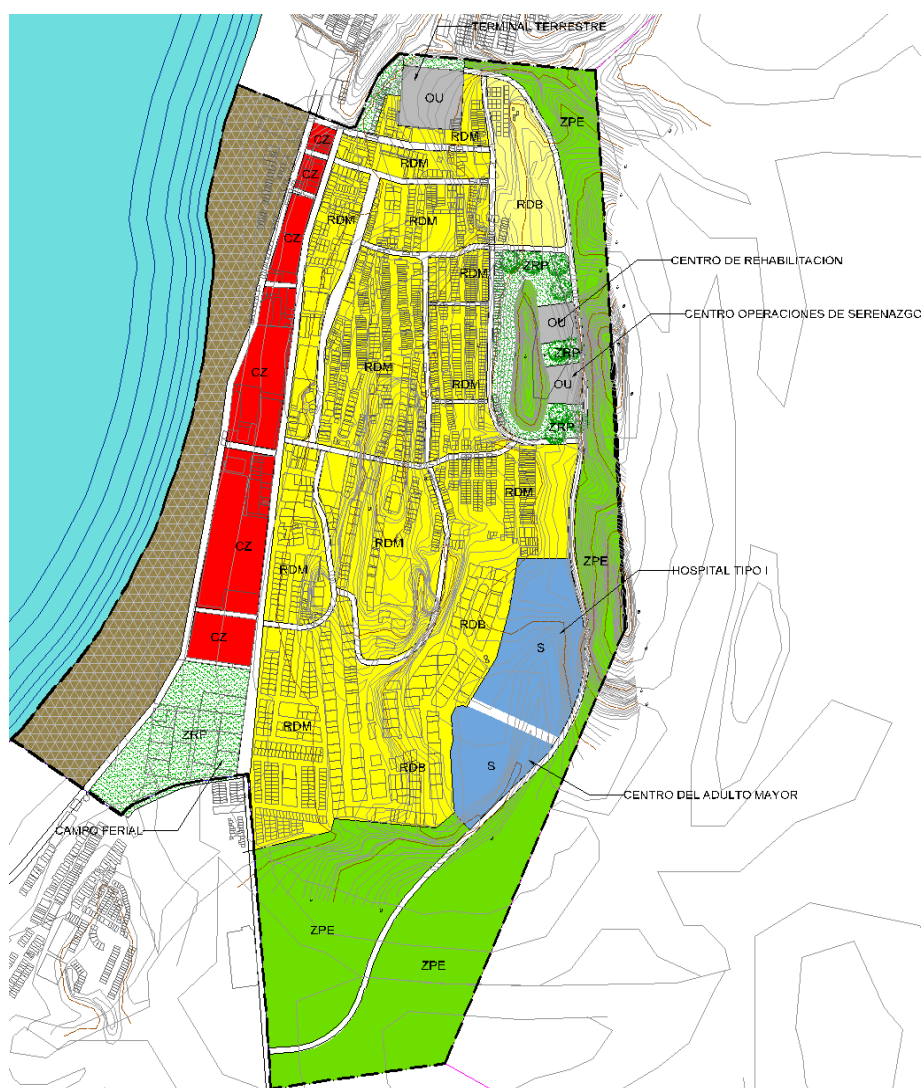 TERMINAL TERRESTRE
OU
ZPE
CZ
RDM
RDM
CZ
RDB
RDM
RDM
CZ
CENTRO DE REHABILITACION
ZRP
RDM
CENTRO OPERACIONES DE SERENAZGO
OU
ZRP
CZ
RDM
RDM
OU
ZRP
RDM
CZ
RDM
RDM
ZPE
HOSPITAL TIPO I
RDB
CZ
S
RDM
ZRP
RDB
S
CENTRO DEL ADULTO MAYOR
CAMPO FERIAL
ZPE
ZPE